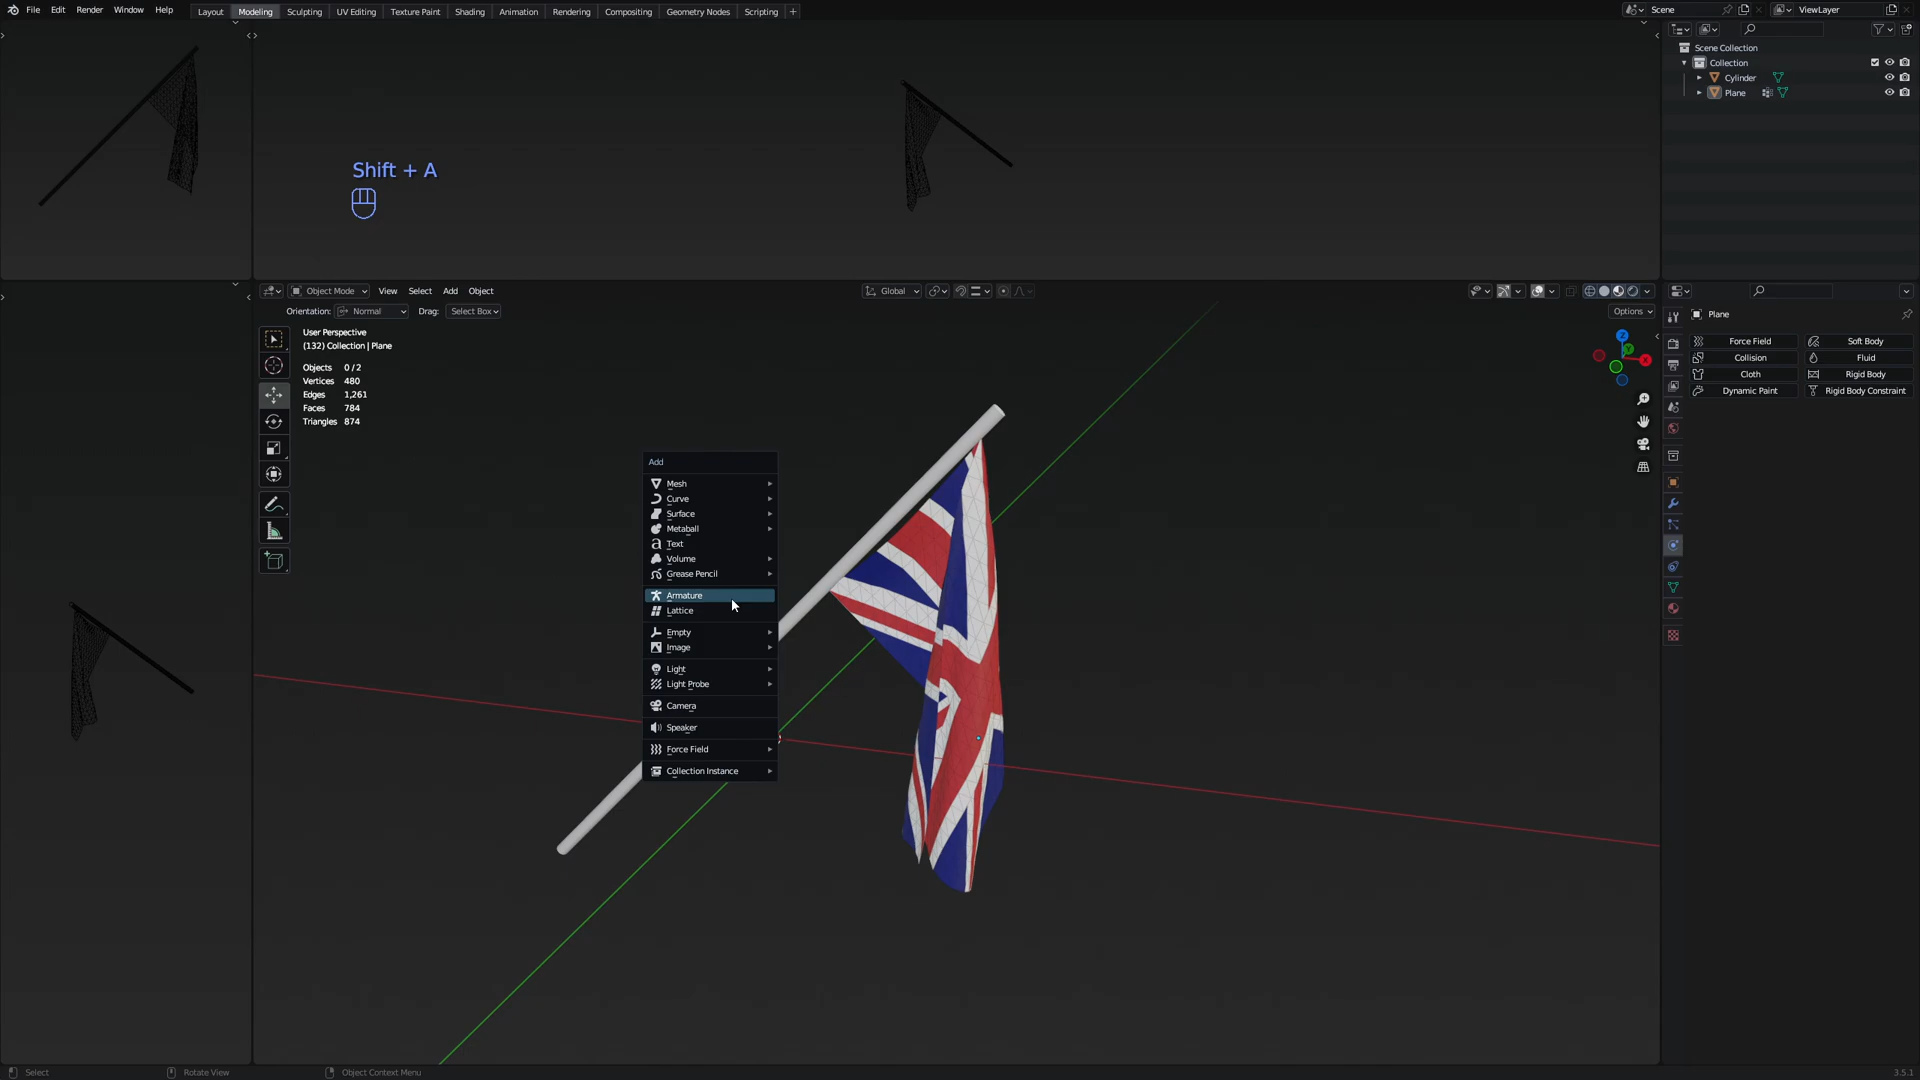 File Edit Render Window Help Layout Modeling Sculpting UV Editing Texture Paint Shading Animation Rendering Compositing Geometry Nodes Scripting + Scene ViewLayer
Scene Collection
Collection
Cylinder
Plane
Shift + A
Object Mode View Select Add Object Global
Orientation: Normal Drag: Select Box Options
User Perspective
(132) Collection | Plane
Objects 0 / 2
Vertices 480
Edges 1,261
Faces 784
Triangles 874
Z
Y
X
Plane
Force Field Soft Body
Collision Fluid
Cloth Rigid Body
Dynamic Paint Rigid Body Constraint
Add
Mesh
Curve
Surface
Metaball
Text
Volume
Grease Pencil
Armature
Lattice
Empty
Image
Light
Light Probe
Camera
Speaker
Force Field
Collection Instance
Select Rotate View Object Context Menu 3.5.1